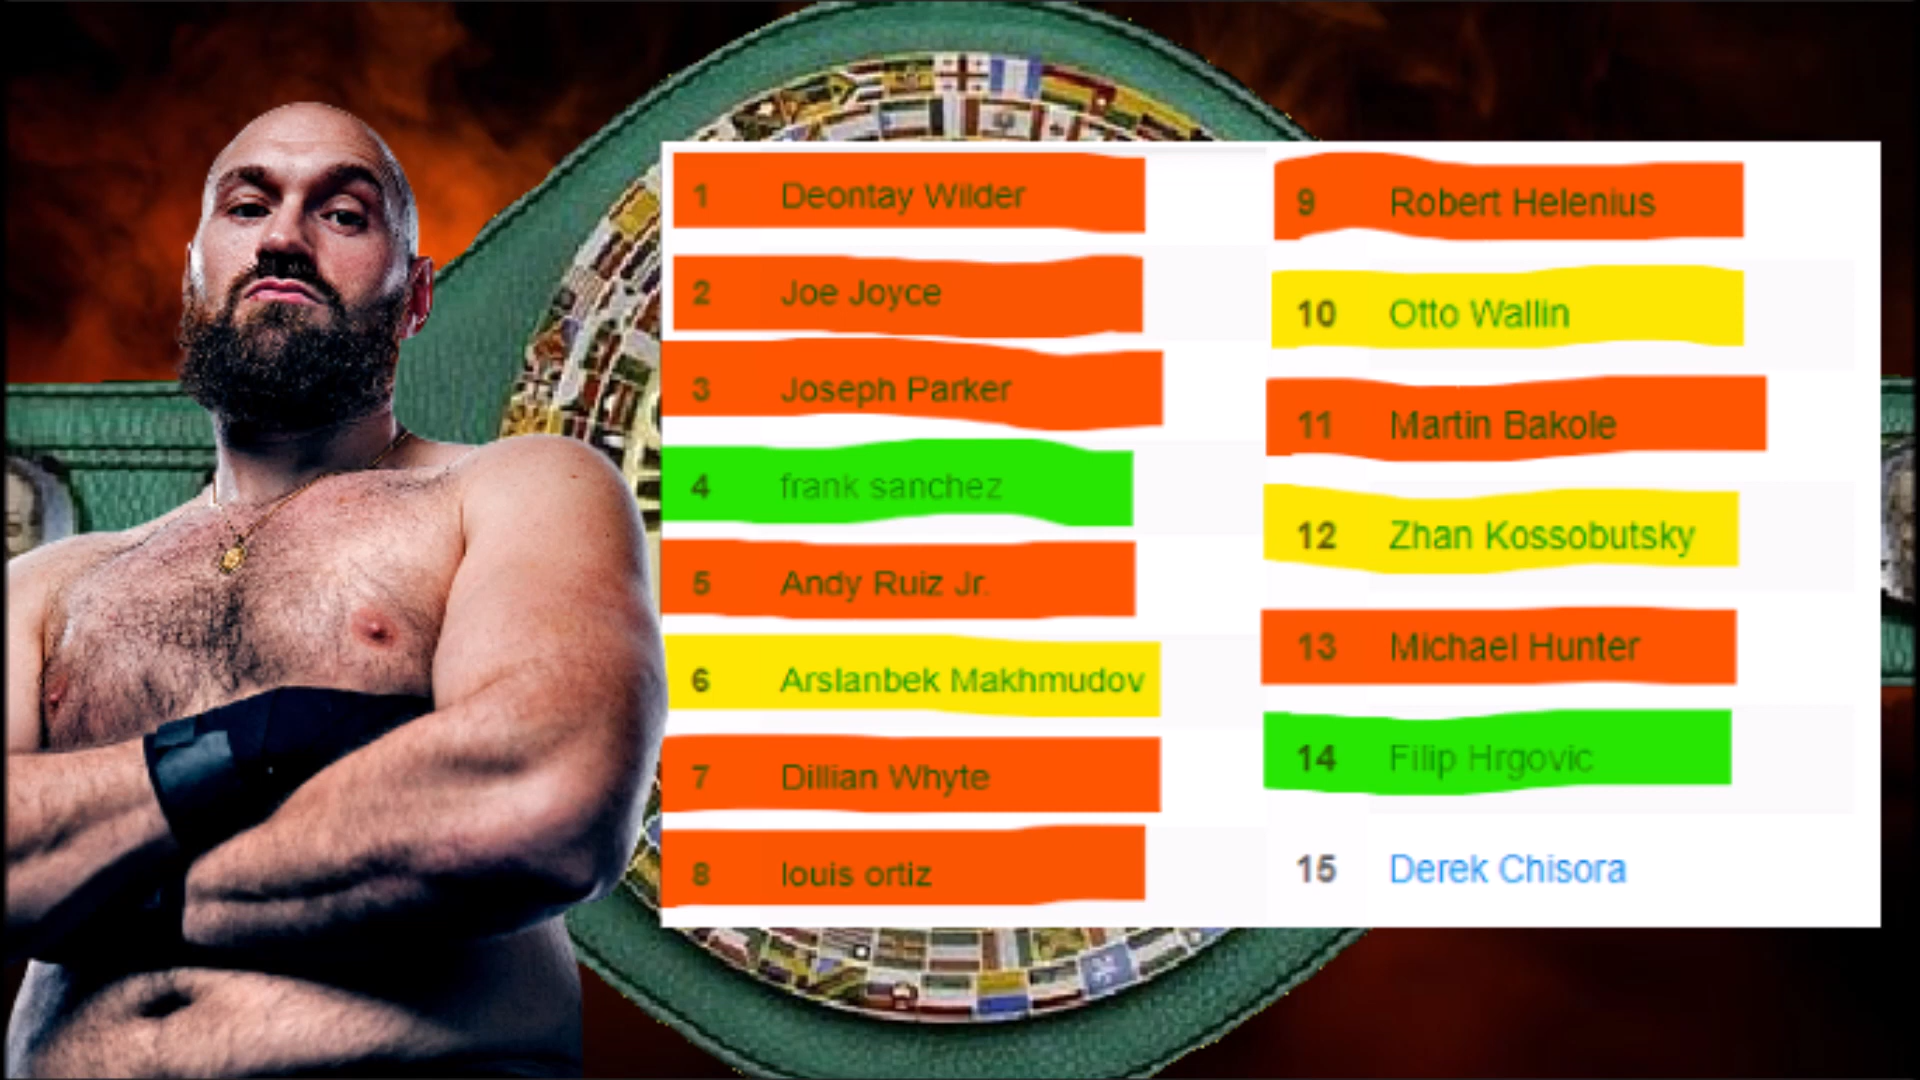 1 Deontay Wilder
2 Joe Joyce
3 Joseph Parker
4 frank sanchez
5 Andy Ruiz Jr.
6 Arslanbek Makhmudov
7 Dillian Whyte
8 louis ortiz
9 Robert Helenius
10 Otto Wallin
11 Martin Bakole
12 Zhan Kossobutsky
13 Michael Hunter
14 Filip Hrgovic
15 Derek Chisora